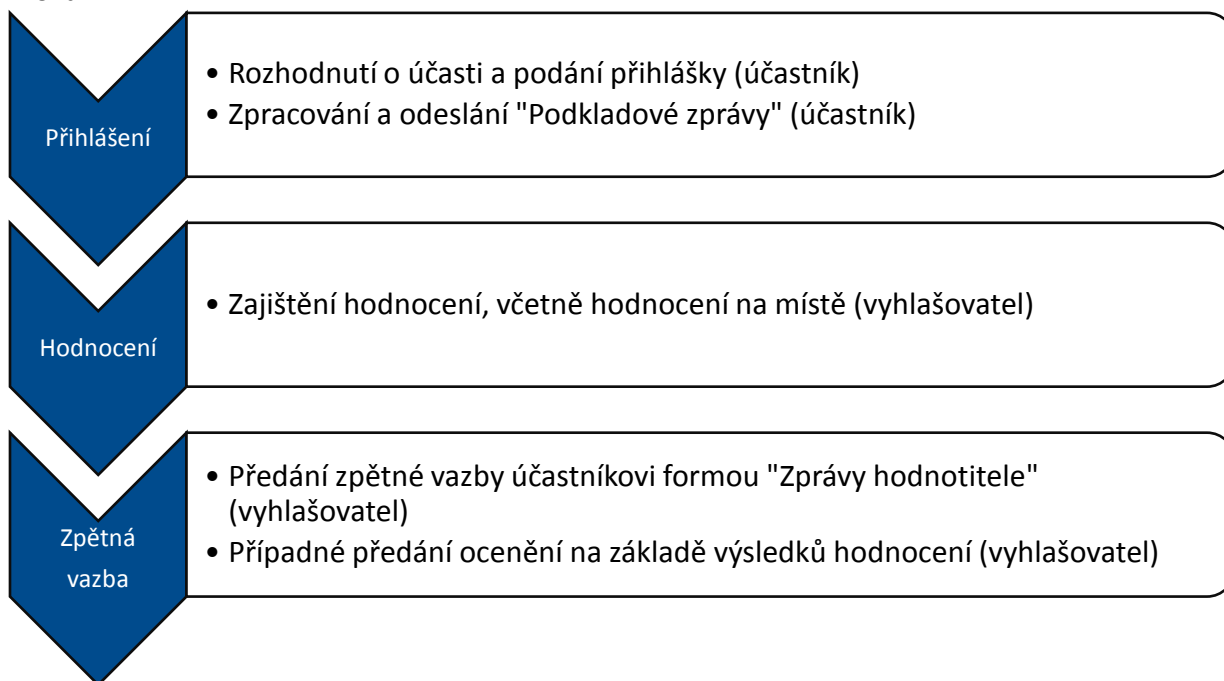 • Rozhodnutí o účasti a podání přihlášky (účastník)
• Zpracování a odeslání "Podkladové zprávy" (účastník)
Přihlášení
• Zajištění hodnocení, včetně hodnocení na místě (vyhlašovatel)
Hodnocení
• Předání zpětné vazby účastníkovi formou "Zprávy hodnotitele"
(vyhlašovatel)
• Případné předání ocenění na základě výsledků hodnocení (vyhlašovatel)
Zpětná
vazba